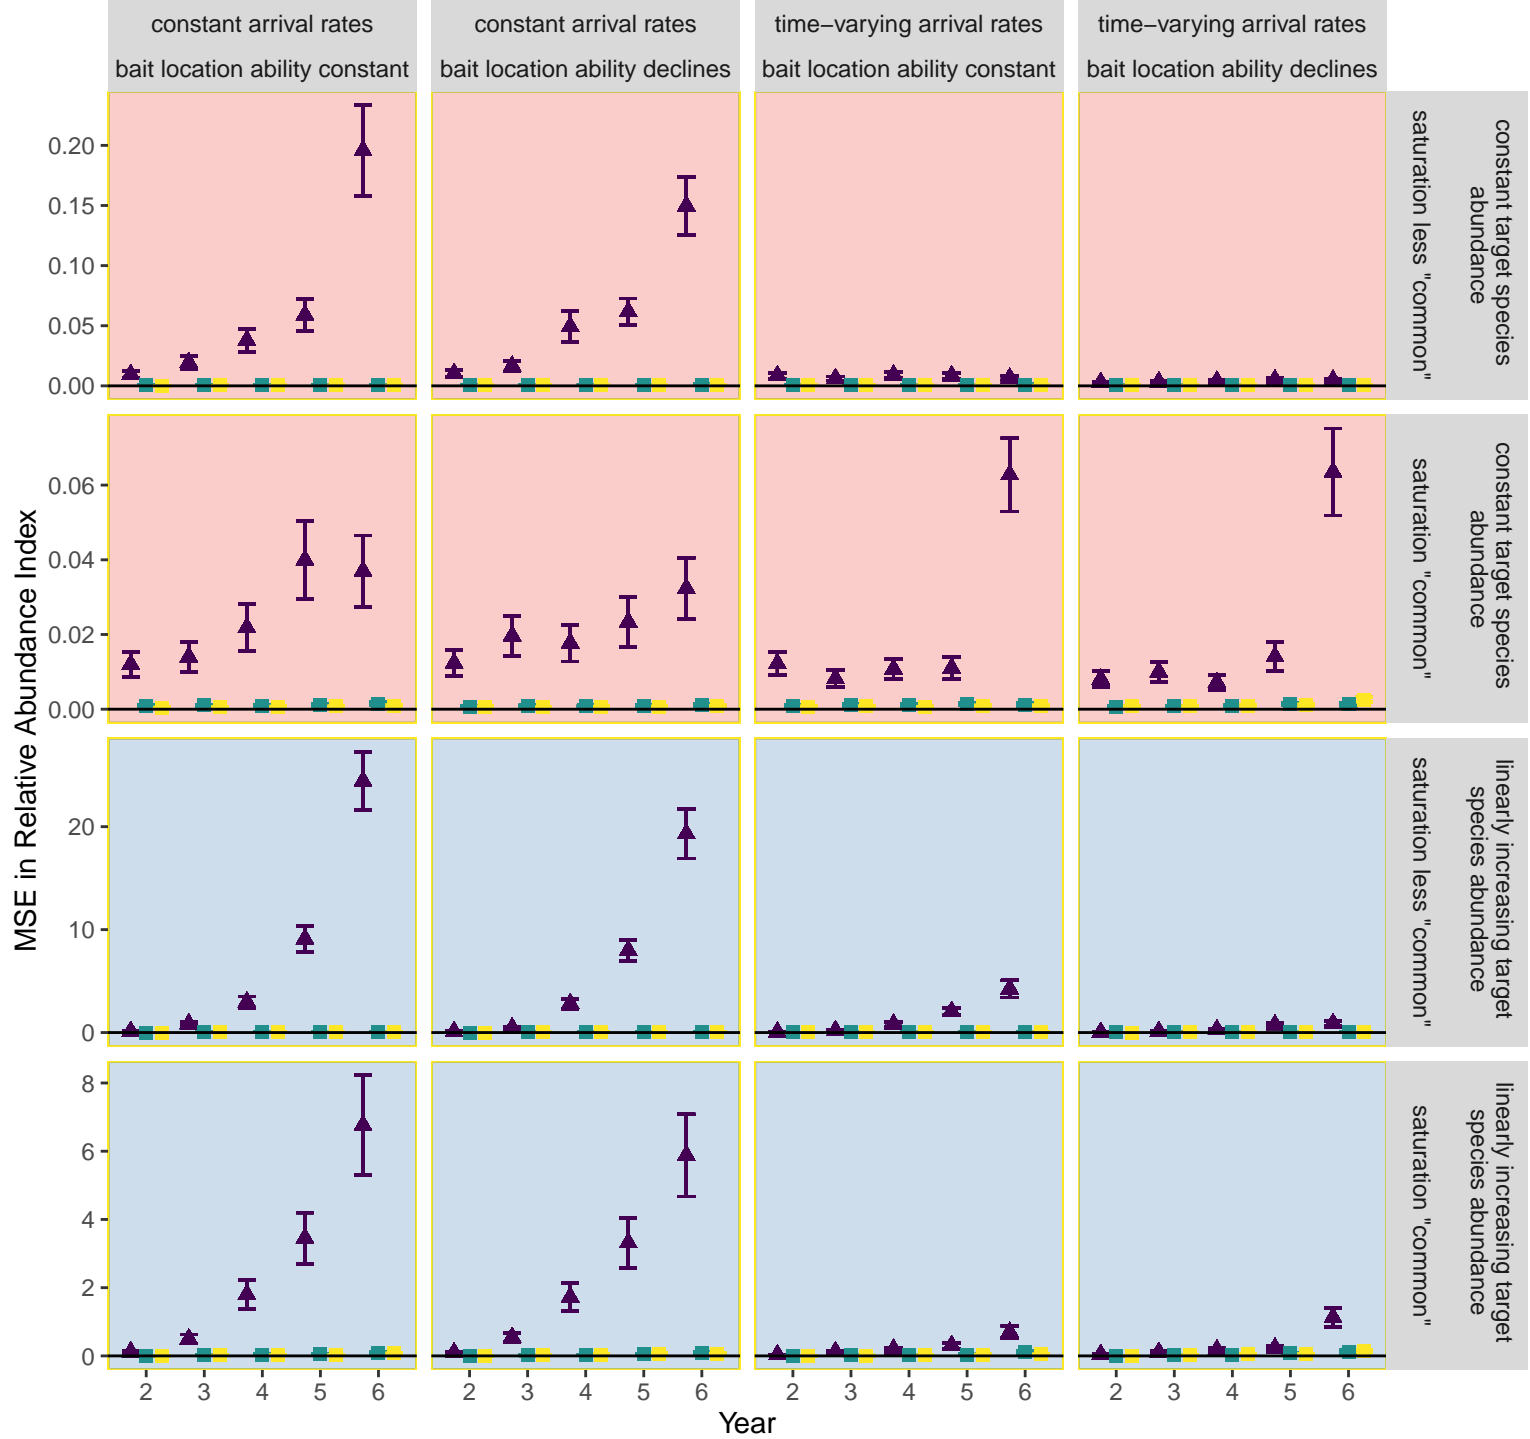 constant arrival rates
bait location ability constant
constant arrival rates
bait location ability declines
time−varying arrival rates
bait location ability constant
time−varying arrival rates
bait location ability declines
0.20
0.15
0.10
0.05
0.00
constant target species
abundance
saturation less "common"
0.06
0.04
0.02
0.00
constant target species
abundance
saturation "common"
20
10
0
linearly increasing target
species abundance
saturation less "common"
8
6
4
2
0
linearly increasing target
species abundance
saturation "common"
MSE in Relative Abundance Index
2 3 4 5 6
2 3 4 5 6
2 3 4 5 6
2 3 4 5 6
Year